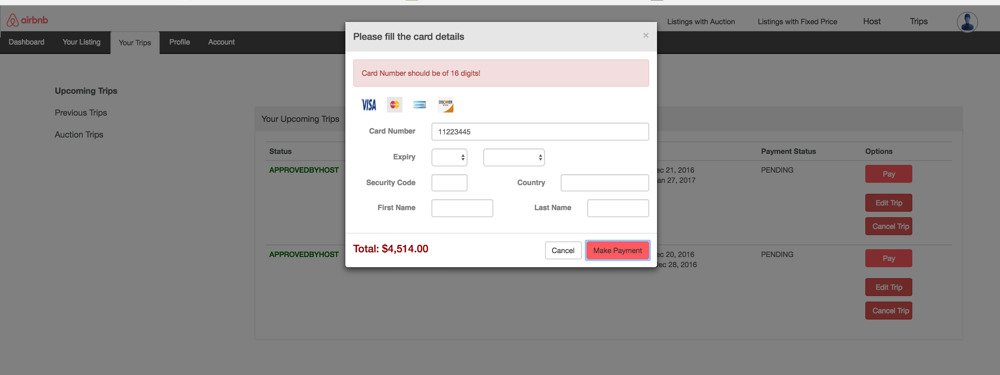 airbnb
Listings with Auction
Listings with Fixed Price
Host
Trips
Dashboard
Your Listing
Your Trips
Profile
Account
Upcoming Trips
Previous Trips
Auction Trips
Your Upcoming Trips
Status
Payment Status
Options
APPROVEDBYHOST
ec 21, 2016
an 27, 2017
PENDING
Pay
Edit Trip
Cancel Trip
APPROVEDBYHOST
ec 20, 2016
Dec 28, 2016
PENDING
Pay
Edit Trip
Cancel Trip
Please fill the card details
×
Card Number should be of 16 digits!
VISA
MasterCard
AMEX
DISCOVER
NETWORK
Card Number
11223445
Expiry
Security Code
Country
First Name
Last Name
Total: $4,514.00
Cancel
Make Payment